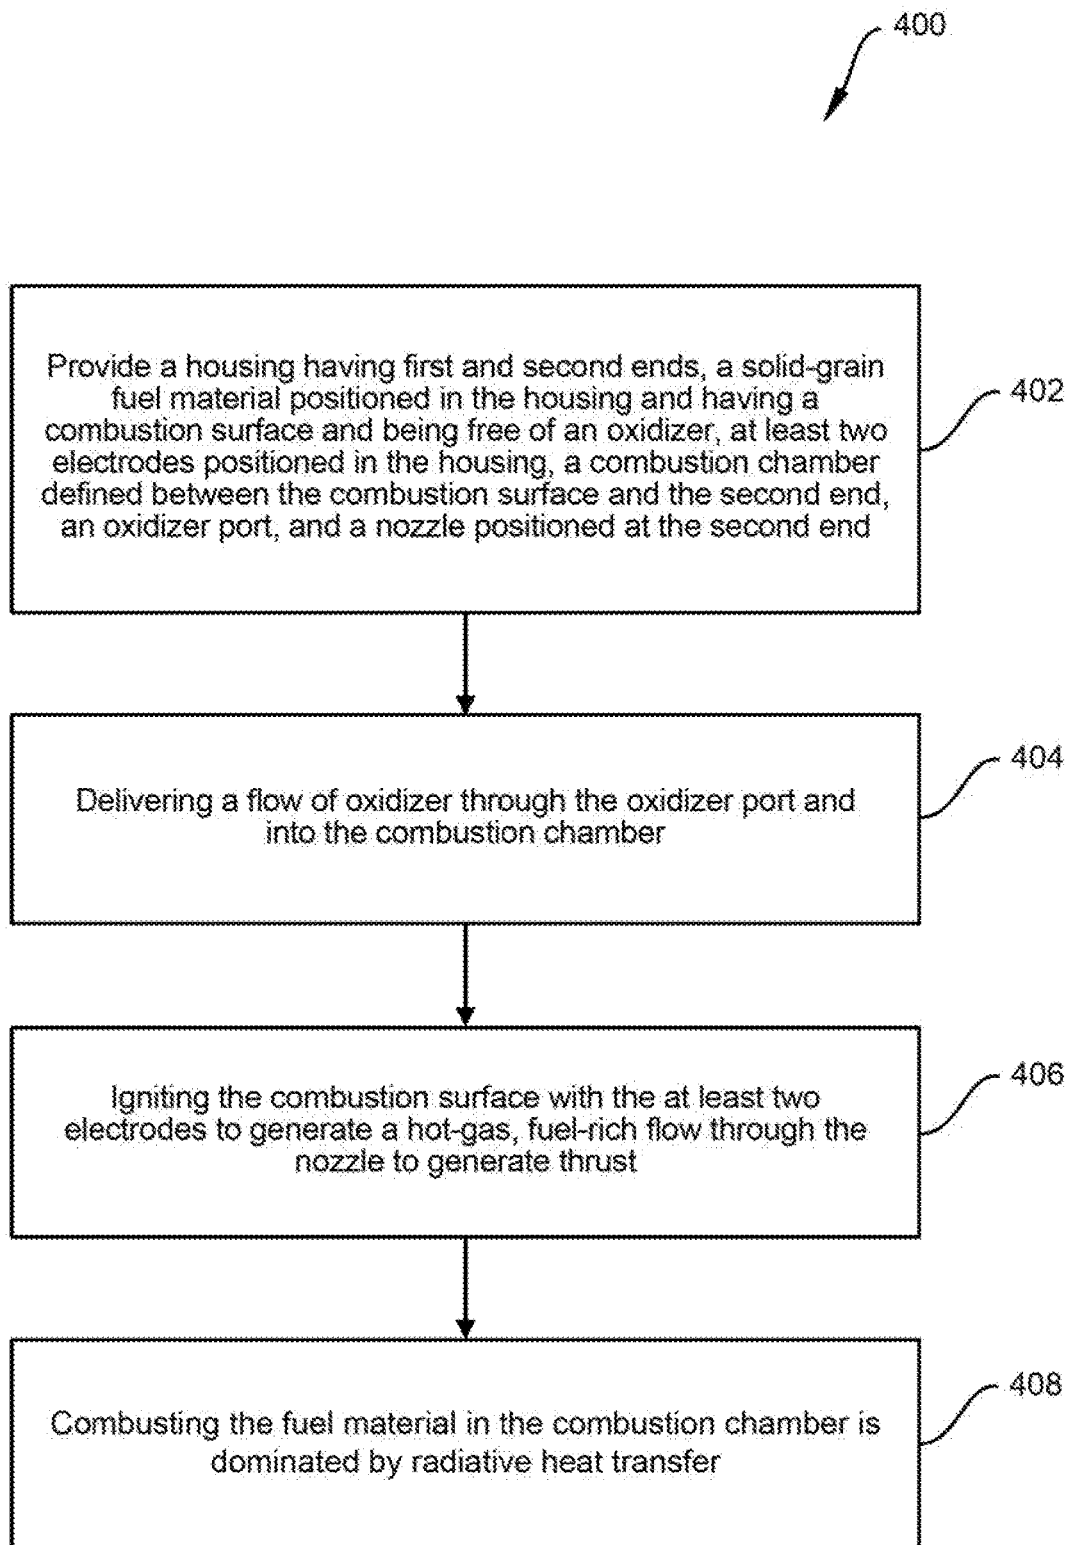 400
Provide a housing having first and second ends, a solid-grain
fuel material positioned in the housing and having a
combustion surface and being free of an oxidizer, at least two
electrodes positioned in the housing, a combustion chamber
defined between the combustion surface and the second end,
an oxidizer port, and a nozzle positioned at the second end
402
Delivering a flow of oxidizer through the oxidizer port and
into the combustion chamber
404
Igniting the combustion surface with the at least two
electrodes to generate a hot-gas, fuel-rich flow through the
nozzle to generate thrust
406
Combusting the fuel material in the combustion chamber is
dominated by radiative heat transfer
408